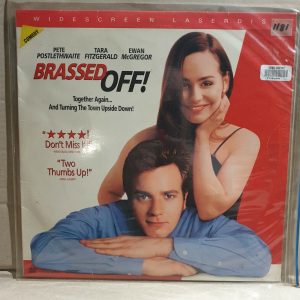 WIDESCREEN LASERDISC
COMEDY
PETE POSTLETHWAITE
TARA FITZGERALD
EWAN McGREGOR
BRASSED OFF!
Together Again...
And Turning The Town Upside Down!
"★★★★!
Don't Miss It!"
"Two
Thumbs Up!"